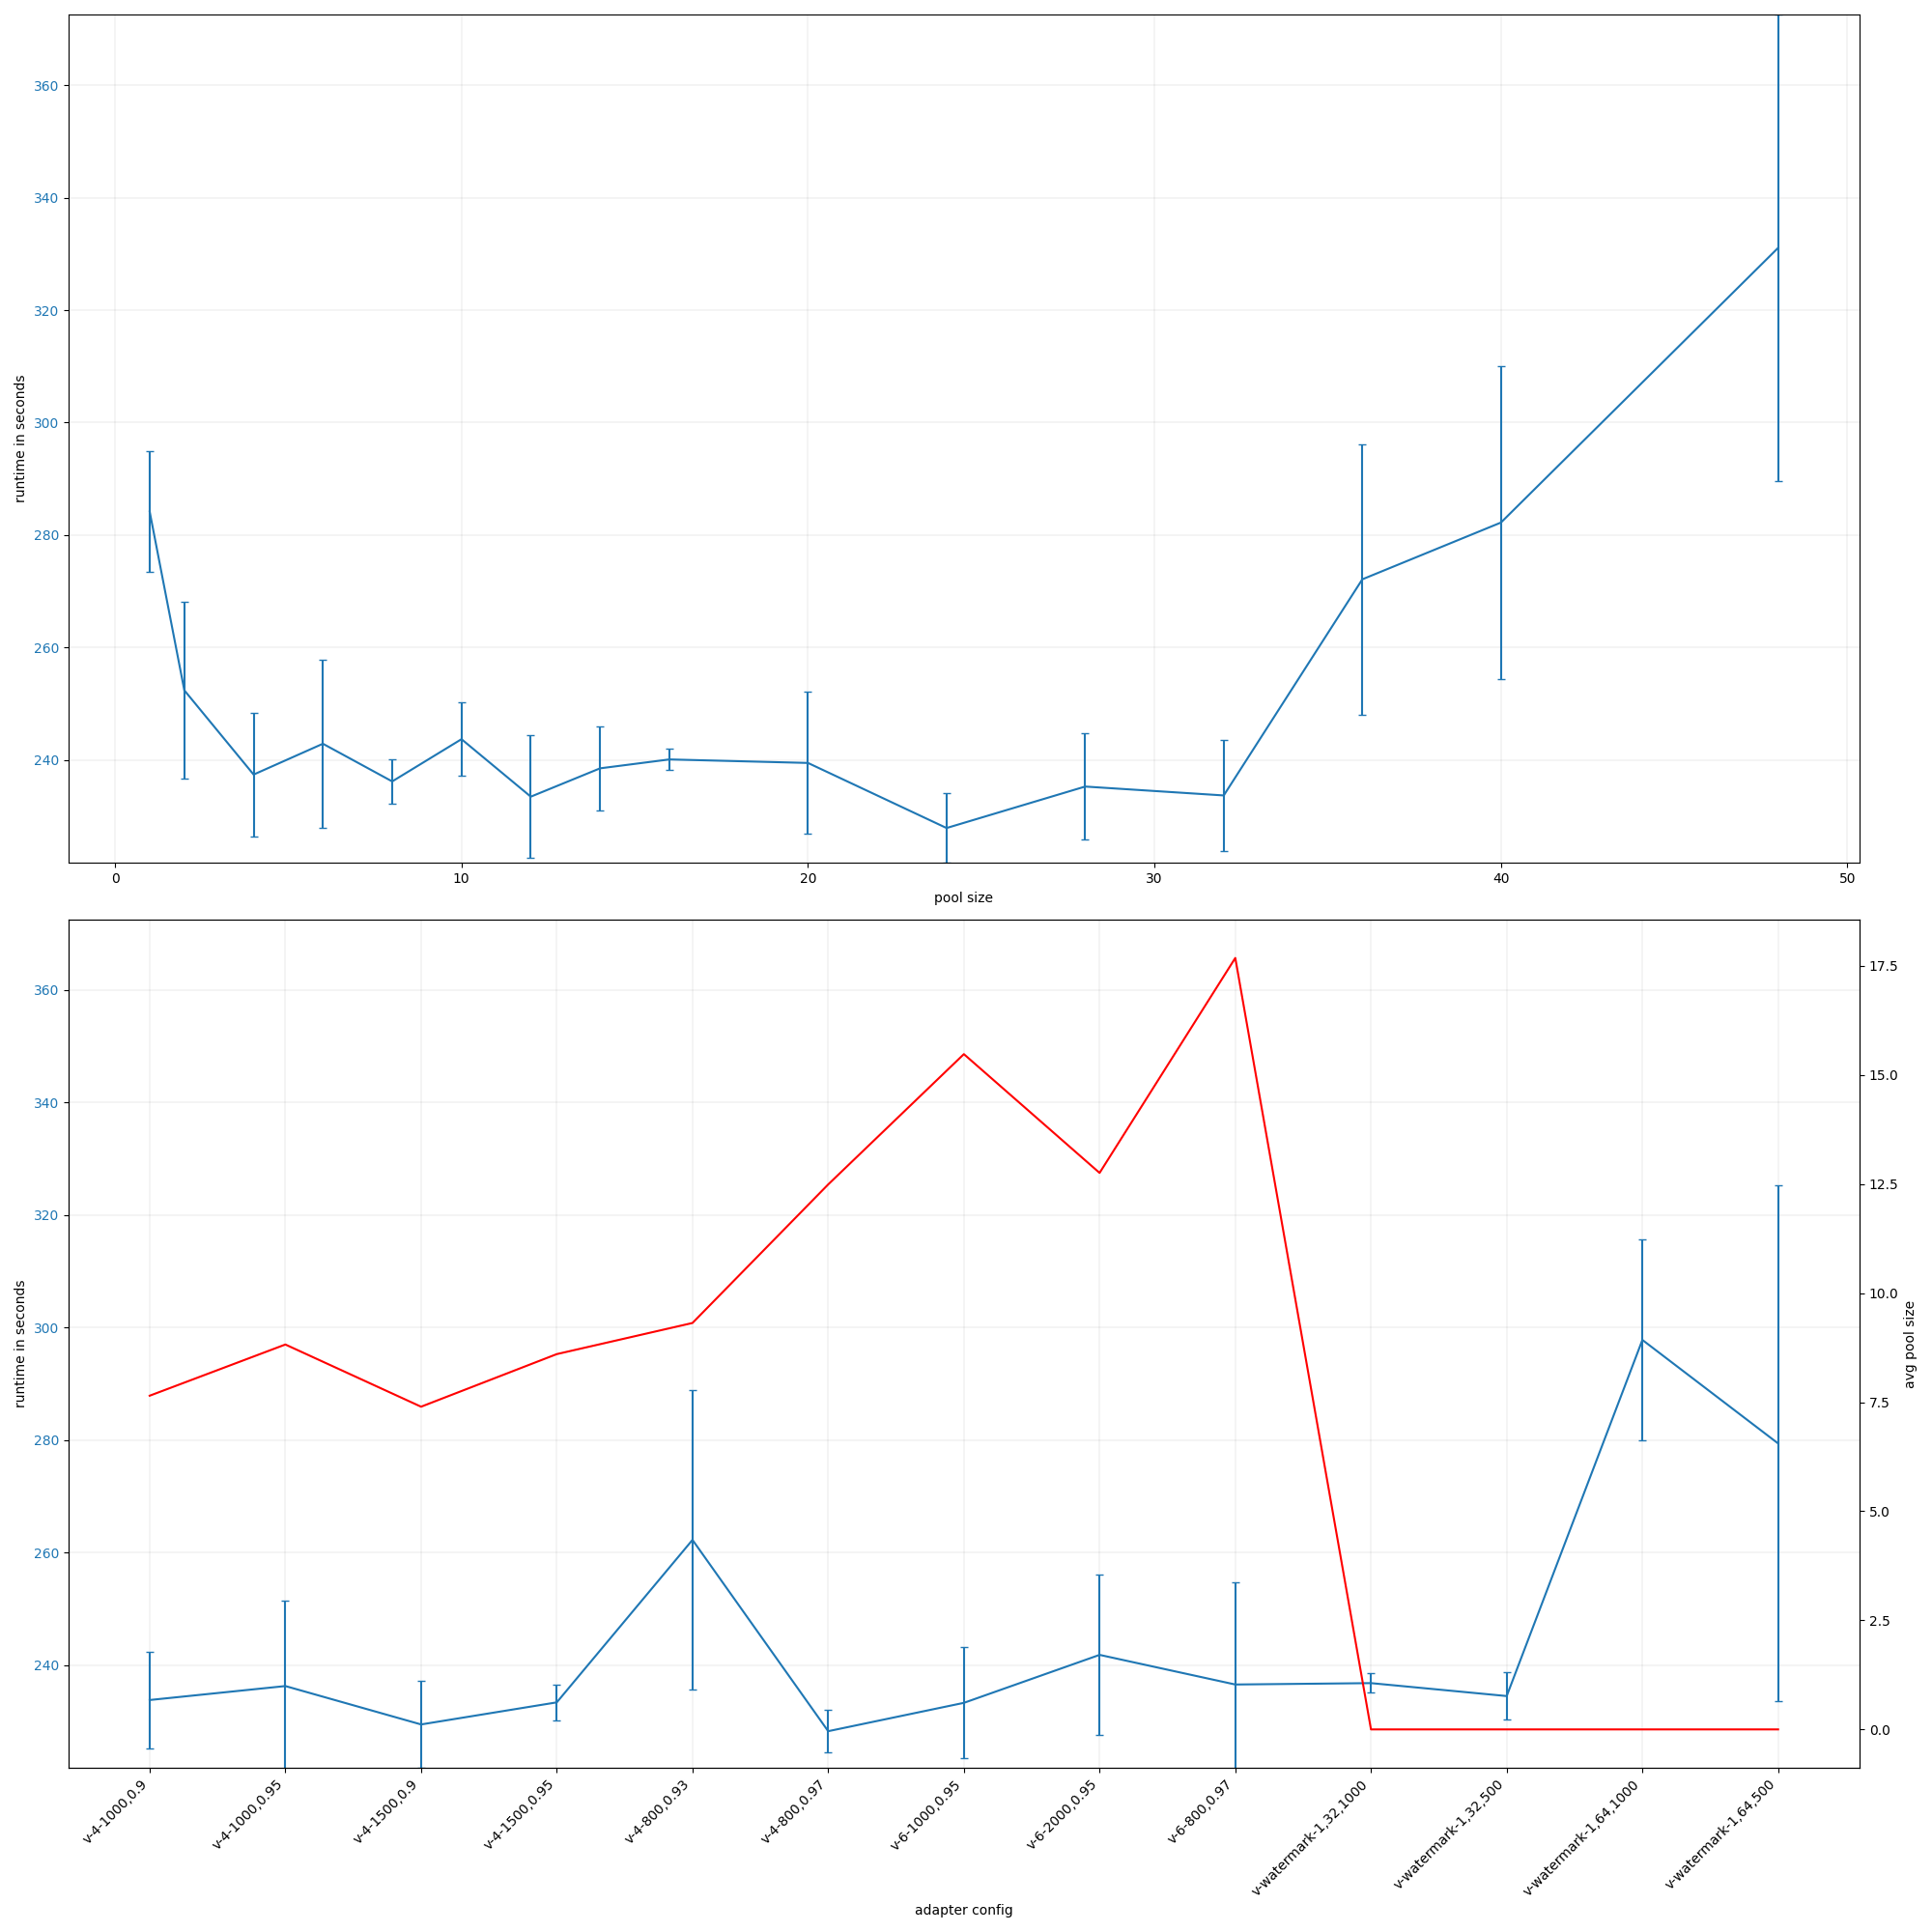 360
340
320
300
280
260
240
runtime in seconds
0 10 20 30 40 50
pool size
360
340
320
300
280
260
240
runtime in seconds
17.5
15.0
12.5
10.0
7.5
5.0
2.5
0.0
avg pool size
v-4-1000,0.9
v-4-1000,0.95
v-4-1500,0.9
v-4-1500,0.95
v-4-800,0.93
v-4-800,0.97
v-6-1000,0.95
v-6-2000,0.95
v-6-800,0.97
v-watermark-1,32,1000
v-watermark-1,32,500
v-watermark-1,64,1000
v-watermark-1,64,500
adapter config